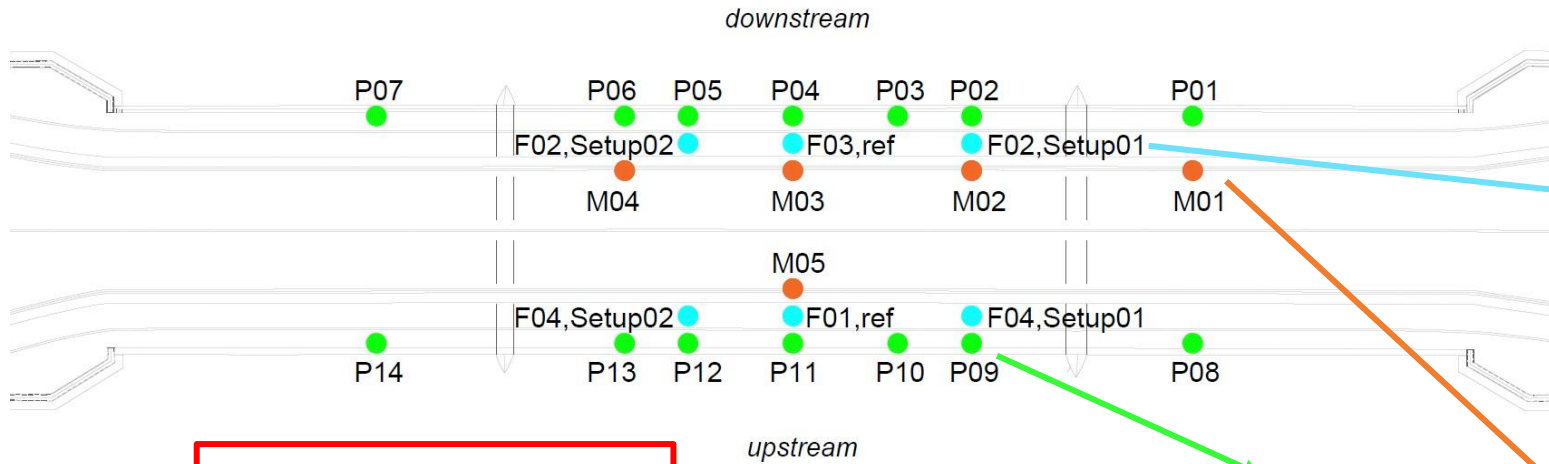 downstream
P07 P06 P05 P04 P03 P02 P01
F02,Setup02 F03,ref F02,Setup01
M04 M03 M02 M01
M05
F04,Setup02 F01,ref F04,Setup01
P14 P13 P12 P11 P10 P09 P08
upstream